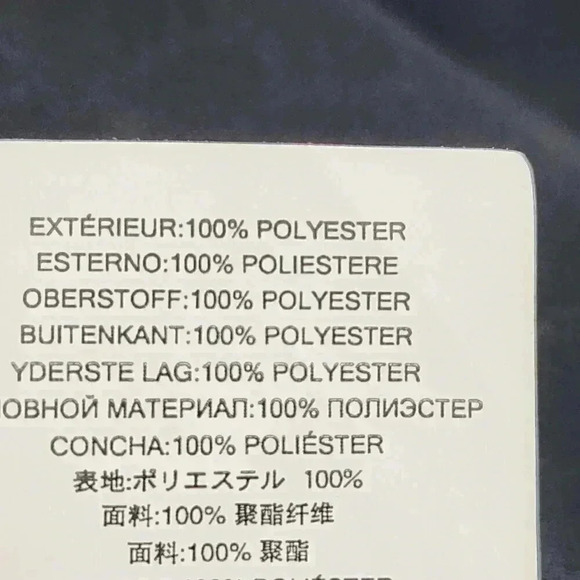 EXTÉRIEUR:100% POLYESTER
ESTERNO:100% POLIESTERE
OBERSTOFF:100% POLYESTER
BUITENKANT:100% POLYESTER
YDERSTE LAG:100% POLYESTER
МАТЕРИАЛ:100% ПОЛИЭСТЕР
CONCHA:100% POLIÉSTER
表地:ポリエステル 100%
面料:100% 聚酯纤维
面料:100% 聚酯